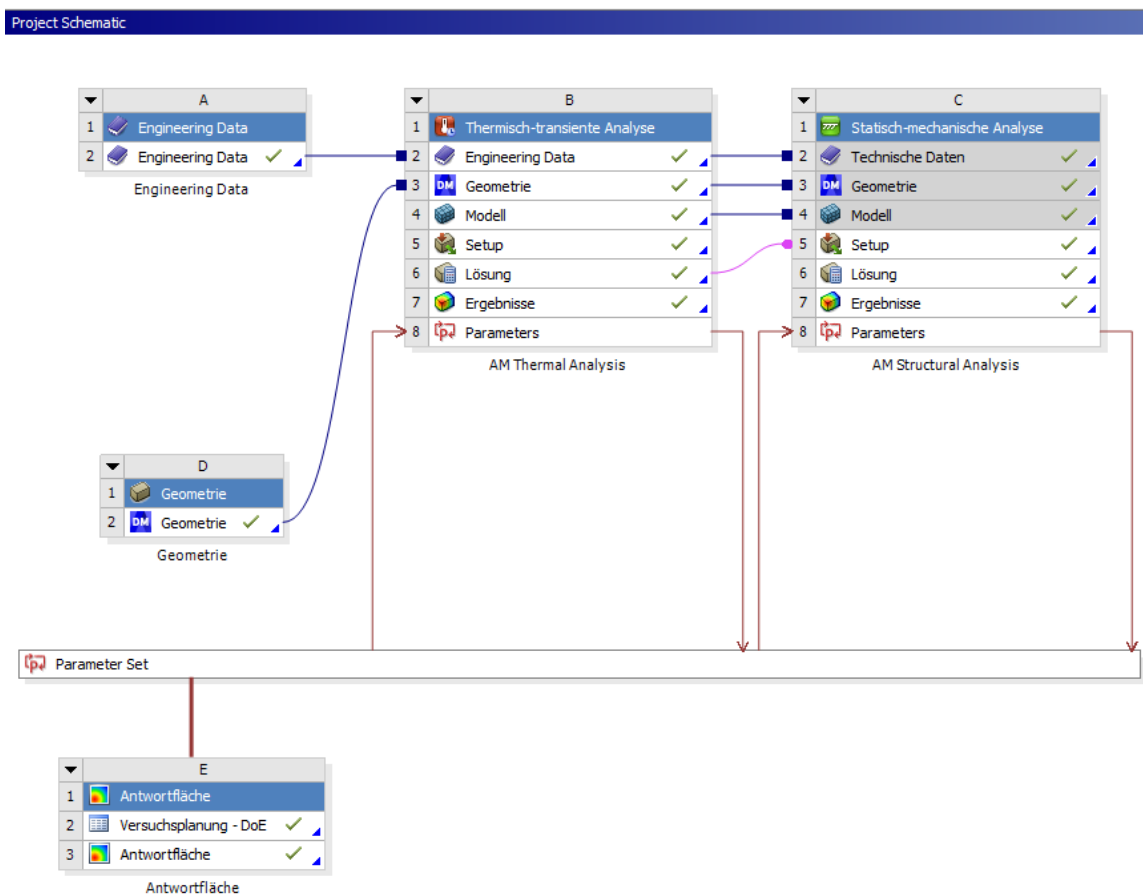 Project Schematic
A
1 Engineering Data
2 Engineering Data
Engineering Data
B
1 Thermisch-transiente Analyse
2 Engineering Data
3 DM Geometrie
4 Modell
5 Setup
6 Lösung
7 Ergebnisse
8 Parameters
AM Thermal Analysis
C
1 Statisch-mechanische Analyse
2 Technische Daten
3 DM Geometrie
4 Modell
5 Setup
6 Lösung
7 Ergebnisse
8 Parameters
AM Structural Analysis
D
1 Geometrie
2 DM Geometrie
Geometrie
Parameter Set
E
1 Antwortfläche
2 Versuchsplanung - DoE
3 Antwortfläche
Antwortfläche